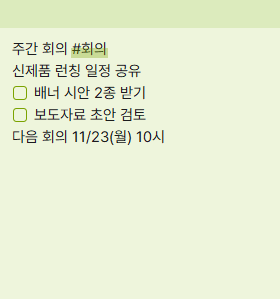 주간 회의 #회의
신제품 런칭 일정 공유
배너 시안 2종 받기
보도자료 초안 검토
다음 회의 11/23(월) 10시